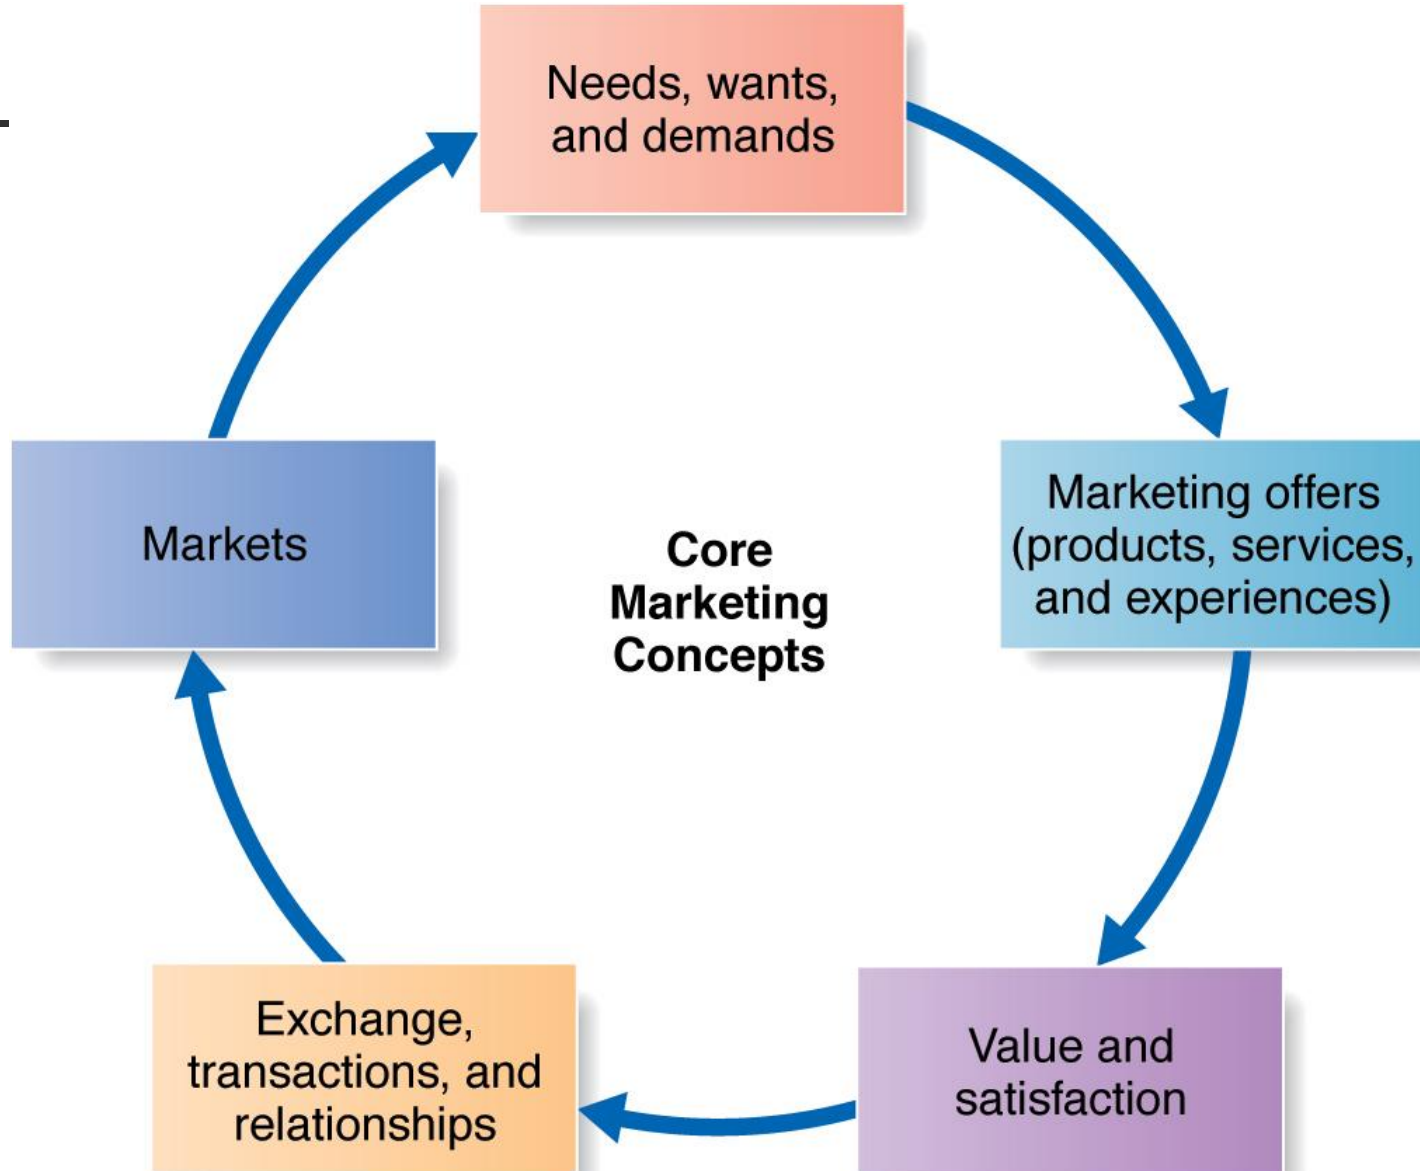 Needs, wants,
and demands
Marketing offers
(products, services,
and experiences)
Value and
satisfaction
Exchange,
transactions, and
relationships
Markets
Core
Marketing
Concepts